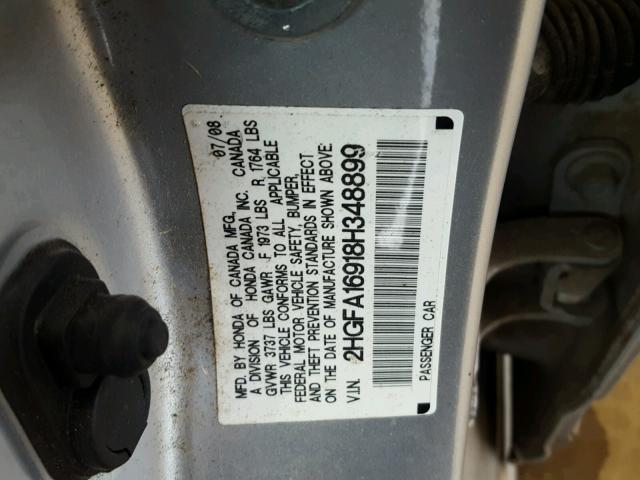 MFD. BY HONDA OF CANADA MFG. 07/08
A DIVISION OF HONDA CANADA INC. CANADA
GVWR 3737 LBS GAWR F 1973 LBS R 1764 LBS
THIS VEHICLE CONFORMS TO ALL APPLICABLE
FEDERAL MOTOR VEHICLE SAFETY, BUMPER,
AND THEFT PREVENTION STANDARDS IN EFFECT
ON THE DATE OF MANUFACTURE SHOWN ABOVE:
V.I.N. 2HGFA16918H348899
PASSENGER CAR